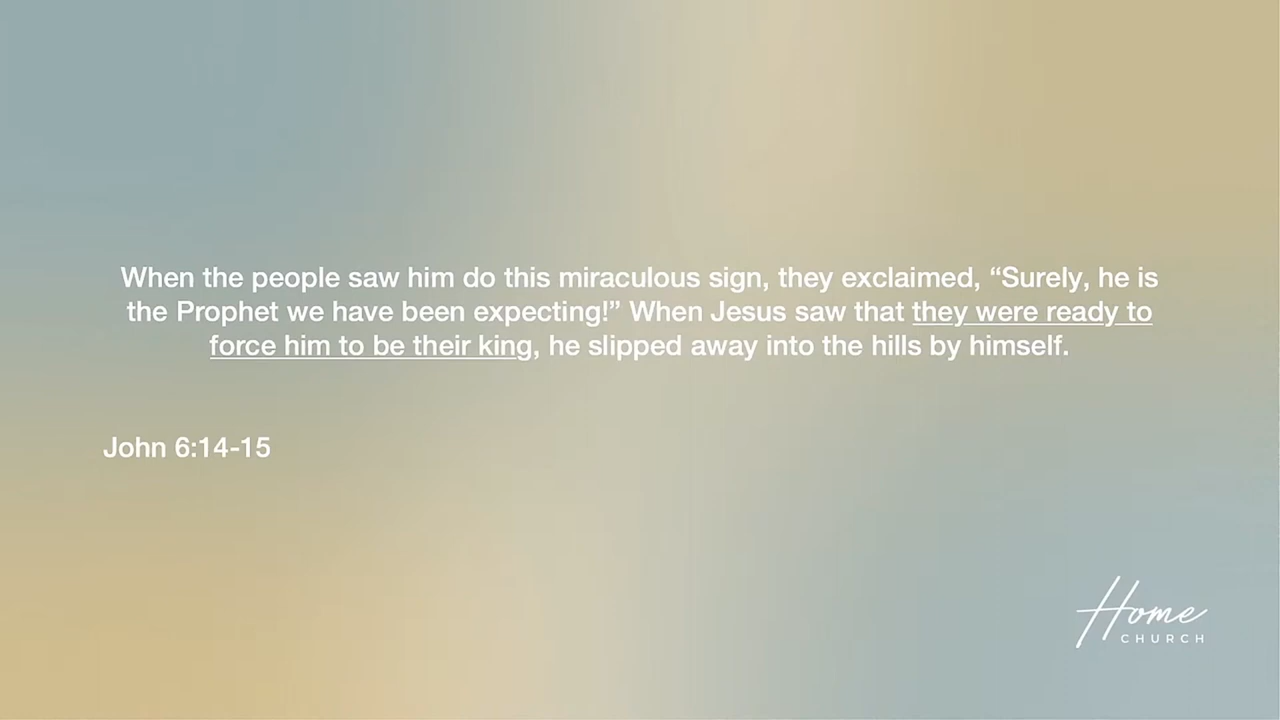 When the people saw him do this miraculous sign, they exclaimed, “Surely, he is
the Prophet we have been expecting!” When Jesus saw that they were ready to
force him to be their king, he slipped away into the hills by himself.
John 6:14-15
Home
CHURCH